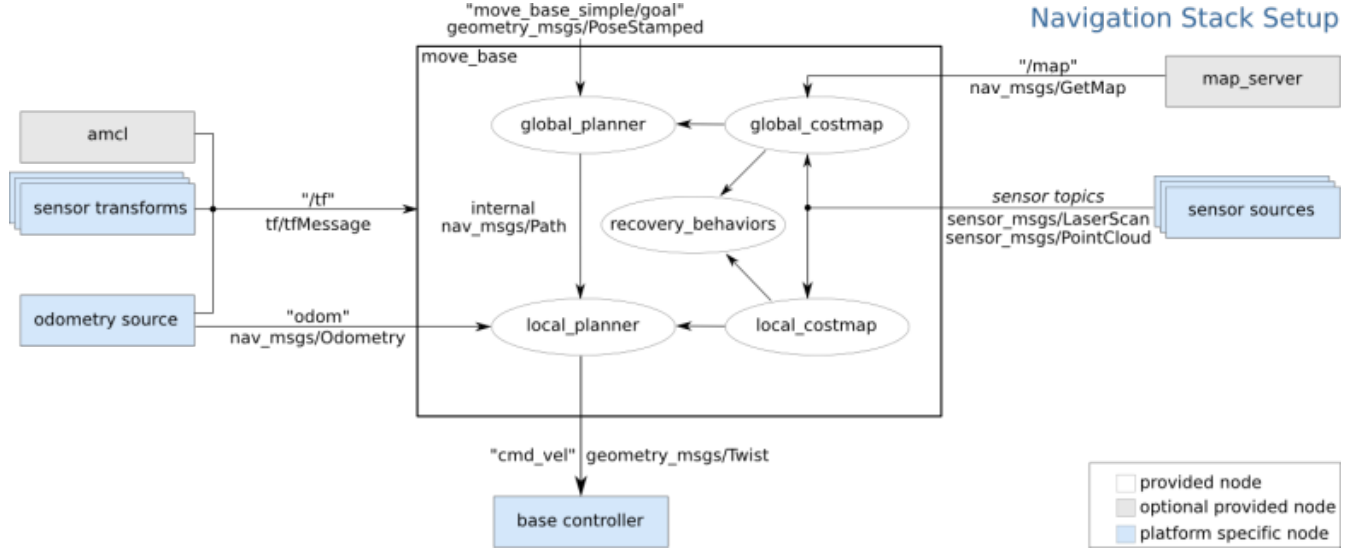 "move_base_simple/goal"
geometry_msgs/PoseStamped
Navigation Stack Setup
move_base
"/map"
nav_msgs/GetMap
map_server
amcl
global_planner
global_costmap
sensor transforms
"/tf"
tf/tfMessage
internal
nav_msgs/Path
recovery_behaviors
sensor topics
sensor_msgs/LaserScan
sensor_msgs/PointCloud
sensor sources
odometry source
"odom"
nav_msgs/Odometry
local_planner
local_costmap
"cmd_vel" geometry_msgs/Twist
base controller
provided node
optional provided node
platform specific node